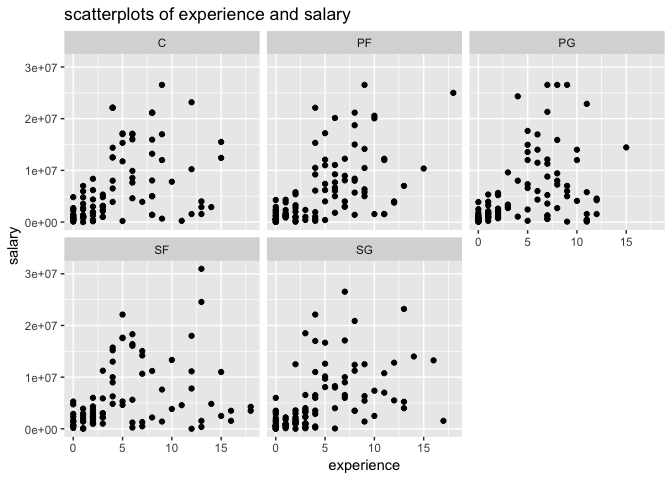 scatterplots of experience and salary
C PF PG
3e+07
2e+07
1e+07
0e+00
0 5 10 15
SF SG
3e+07
2e+07
1e+07
0e+00
0 5 10 15 0 5 10 15
salary
experience